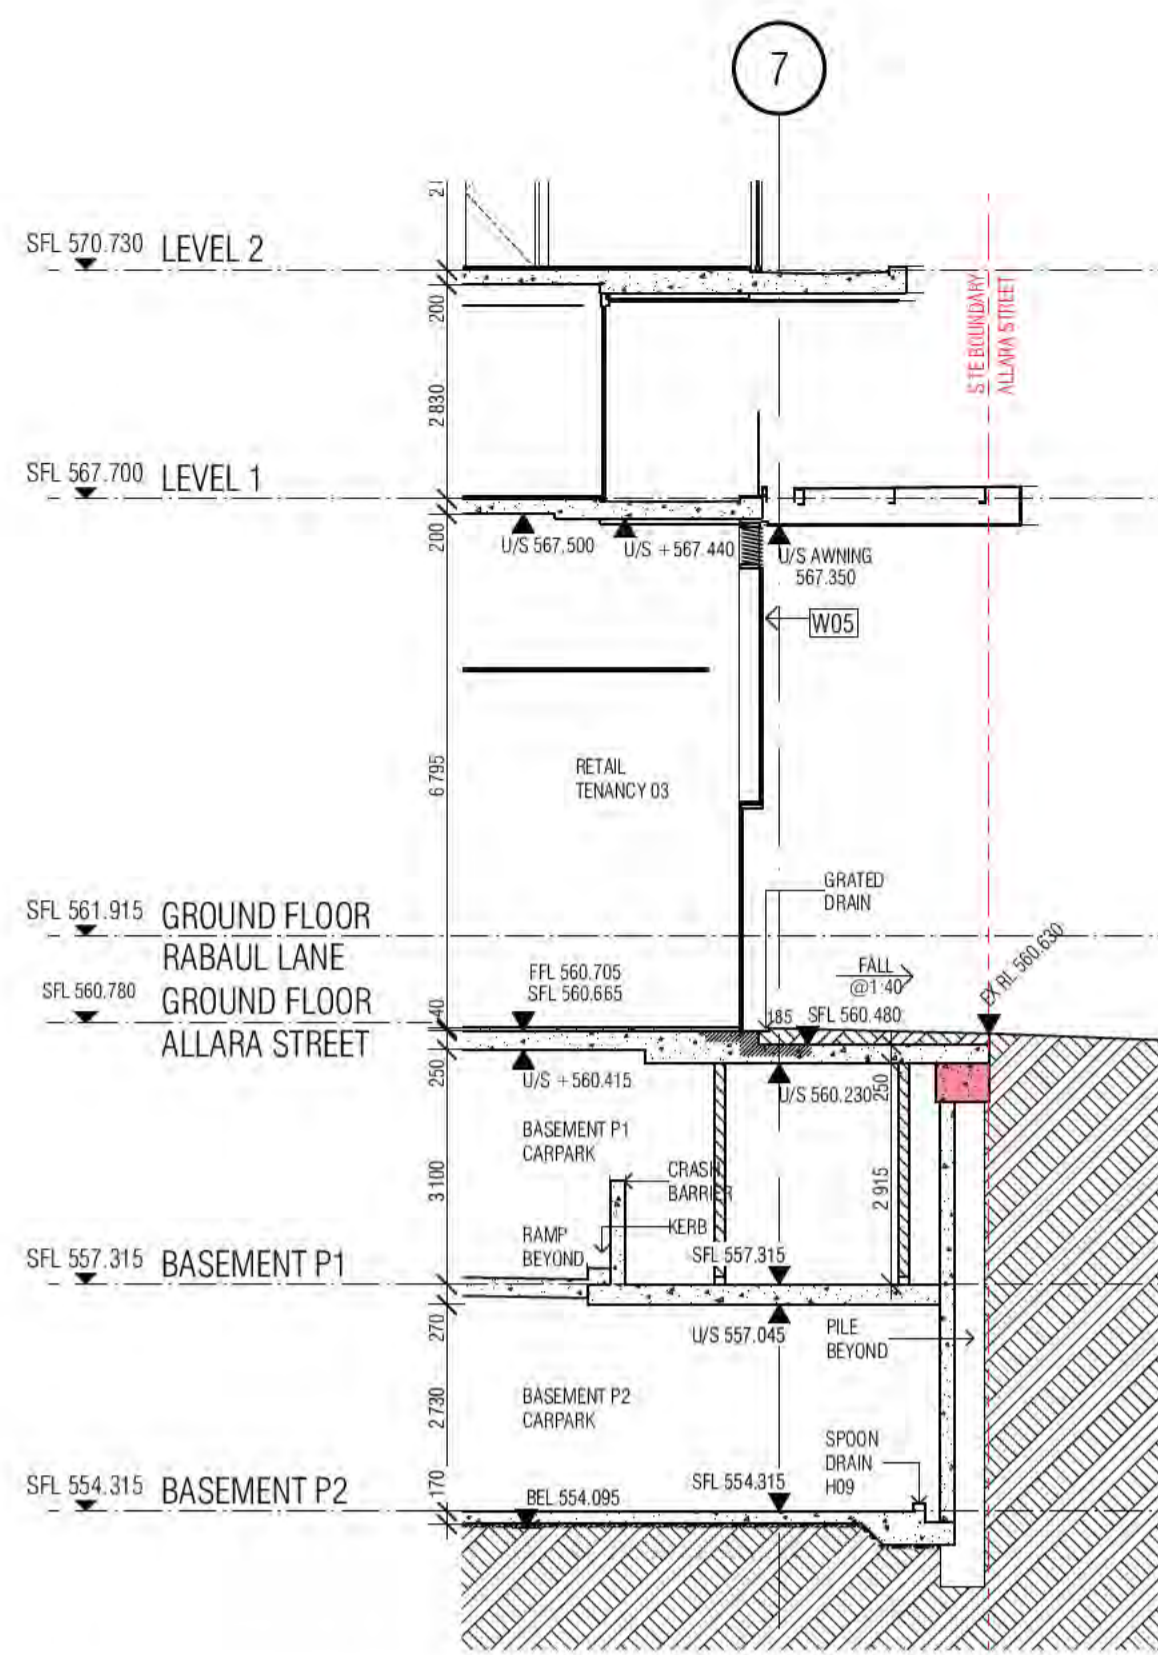 7
21
SFL 570.730 LEVEL 2
200
SITE BOUNDARY
ALLARA STREET
2 830
SFL 567.700 LEVEL 1
200
U/S 567.500
U/S + 567.440
U/S AWNING
567.350
W05
6 795
RETAIL
TENANCY 03
GRATED
DRAIN
SFL 561.915 GROUND FLOOR
RABAUL LANE
SFL 560.780 GROUND FLOOR
ALLARA STREET
FFL 560.705
SFL 560.665
FALL
@1:40
EX RL 560.630
40
185
SFL 560.480
250
U/S + 560.415
U/S 560.230
250
BASEMENT P1
CARPARK
3 100
CRASH
BARRIER
2 915
RAMP
BEYOND
KERB
SFL 557.315
SFL 557.315 BASEMENT P1
270
U/S 557.045
PILE
BEYOND
2 730
BASEMENT P2
CARPARK
SPOON
DRAIN
H09
SFL 554.315 BASEMENT P2
170
BEL 554.095
SFL 554.315